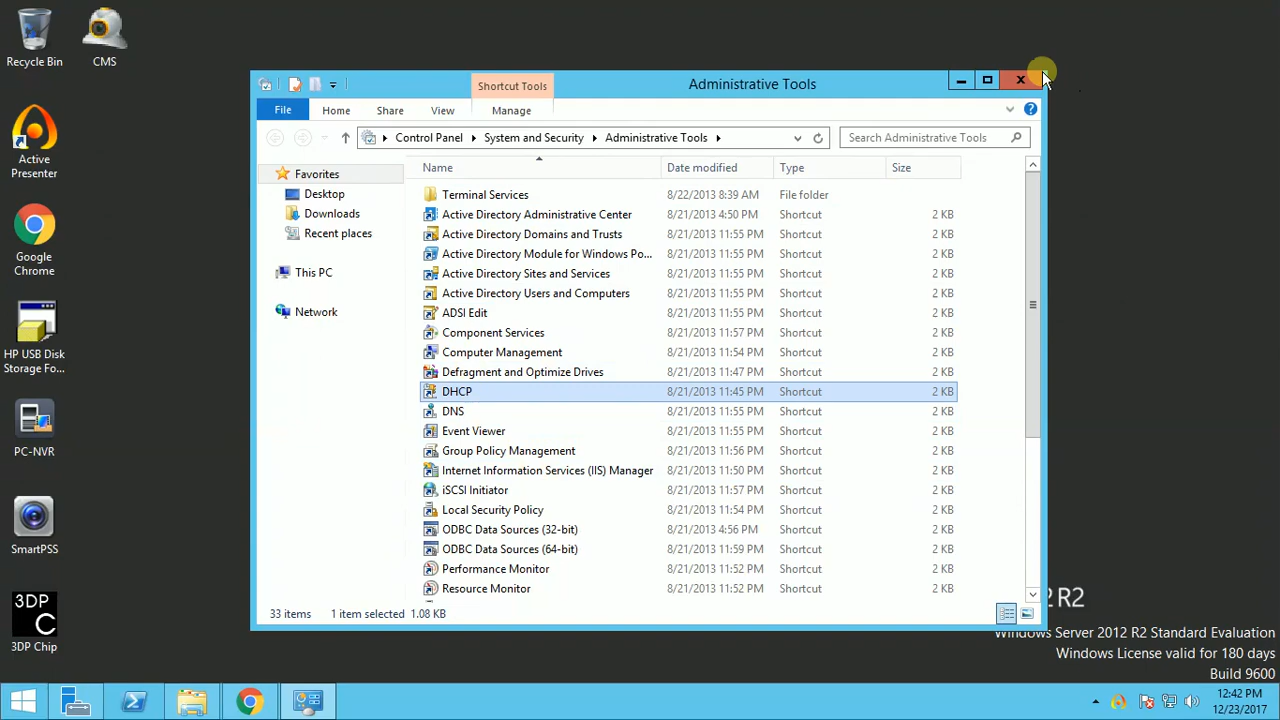 Recycle Bin
CMS
Active
Presenter
Google
Chrome
HP USB Disk
Storage Fo...
PC-NVR
SmartPSS
3DP
C
3DP Chip
Shortcut Tools
Administrative Tools
File
Home
Share
View
Manage
Control Panel
System and Security
Administrative Tools
Search Administrative Tools
Favorites
Desktop
Downloads
Recent places
This PC
Network
Name Date modified Type Size
Terminal Services 8/22/2013 8:39 AM File folder
Active Directory Administrative Center 8/21/2013 4:50 PM Shortcut 2 KB
Active Directory Domains and Trusts 8/21/2013 11:55 PM Shortcut 2 KB
Active Directory Module for Windows Po... 8/21/2013 11:55 PM Shortcut 2 KB
Active Directory Sites and Services 8/21/2013 11:55 PM Shortcut 2 KB
Active Directory Users and Computers 8/21/2013 11:55 PM Shortcut 2 KB
ADSI Edit 8/21/2013 11:55 PM Shortcut 2 KB
Component Services 8/21/2013 11:57 PM Shortcut 2 KB
Computer Management 8/21/2013 11:54 PM Shortcut 2 KB
Defragment and Optimize Drives 8/21/2013 11:47 PM Shortcut 2 KB
DHCP 8/21/2013 11:45 PM Shortcut 2 KB
DNS 8/21/2013 11:55 PM Shortcut 2 KB
Event Viewer 8/21/2013 11:55 PM Shortcut 2 KB
Group Policy Management 8/21/2013 11:56 PM Shortcut 2 KB
Internet Information Services (IIS) Manager 8/21/2013 11:50 PM Shortcut 2 KB
iSCSI Initiator 8/21/2013 11:57 PM Shortcut 2 KB
Local Security Policy 8/21/2013 11:54 PM Shortcut 2 KB
ODBC Data Sources (32-bit) 8/21/2013 4:56 PM Shortcut 2 KB
ODBC Data Sources (64-bit) 8/21/2013 11:59 PM Shortcut 2 KB
Performance Monitor 8/21/2013 11:52 PM Shortcut 2 KB
Resource Monitor 8/21/2013 11:52 PM Shortcut 2 KB
33 items 1 item selected 1.08 KB
2 R2
Windows Server 2012 R2 Standard Evaluation
Windows License valid for 180 days
Build 9600
12:42 PM
12/23/2017